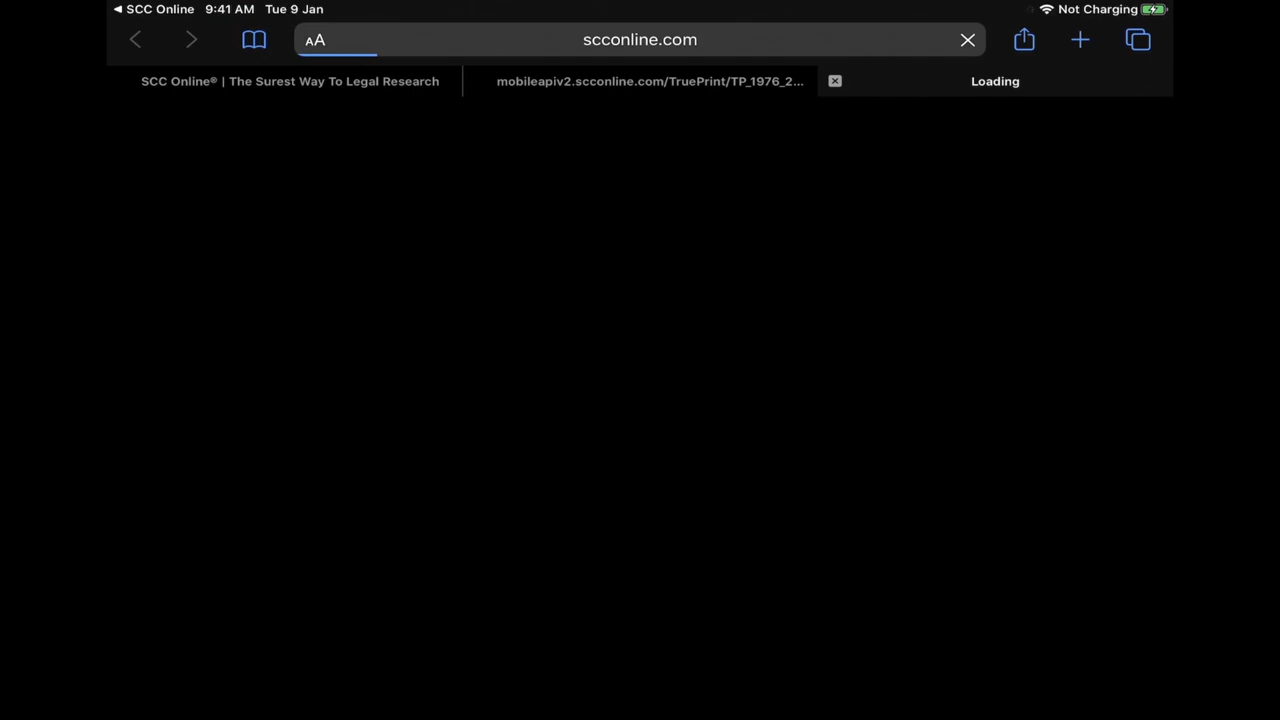 SCC Online 9:41 AM Tue 9 Jan Not Charging
AA scconline.com
SCC Online® | The Surest Way To Legal Research mobileapiv2.scconline.com/TruePrint/TP_1976_2... Loading